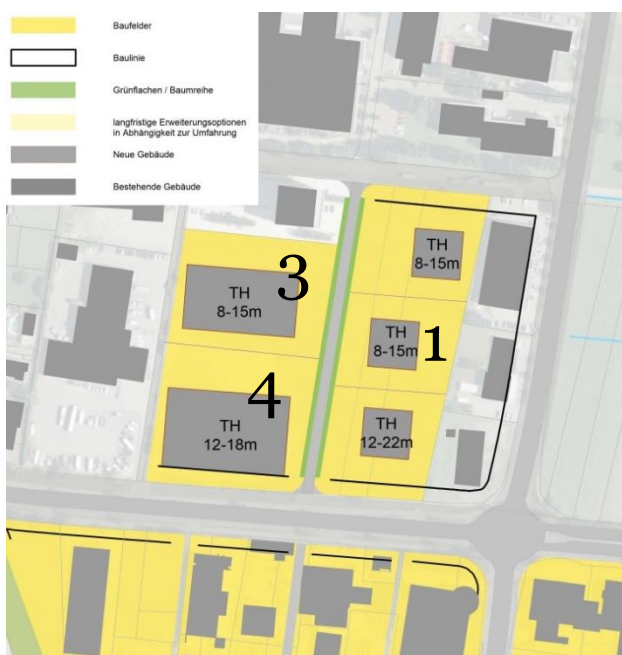 Baufelder
Baulinie
Grünflachen / Baumreihe
langfristige Erweiterungsoptionen
in Abhängigkeit zur Umfahrung
Neue Gebäude
Bestehende Gebäude
TH
8-15m
3
TH
8-15m
TH
8-15m
1
4
TH
12-18m
TH
12-22m